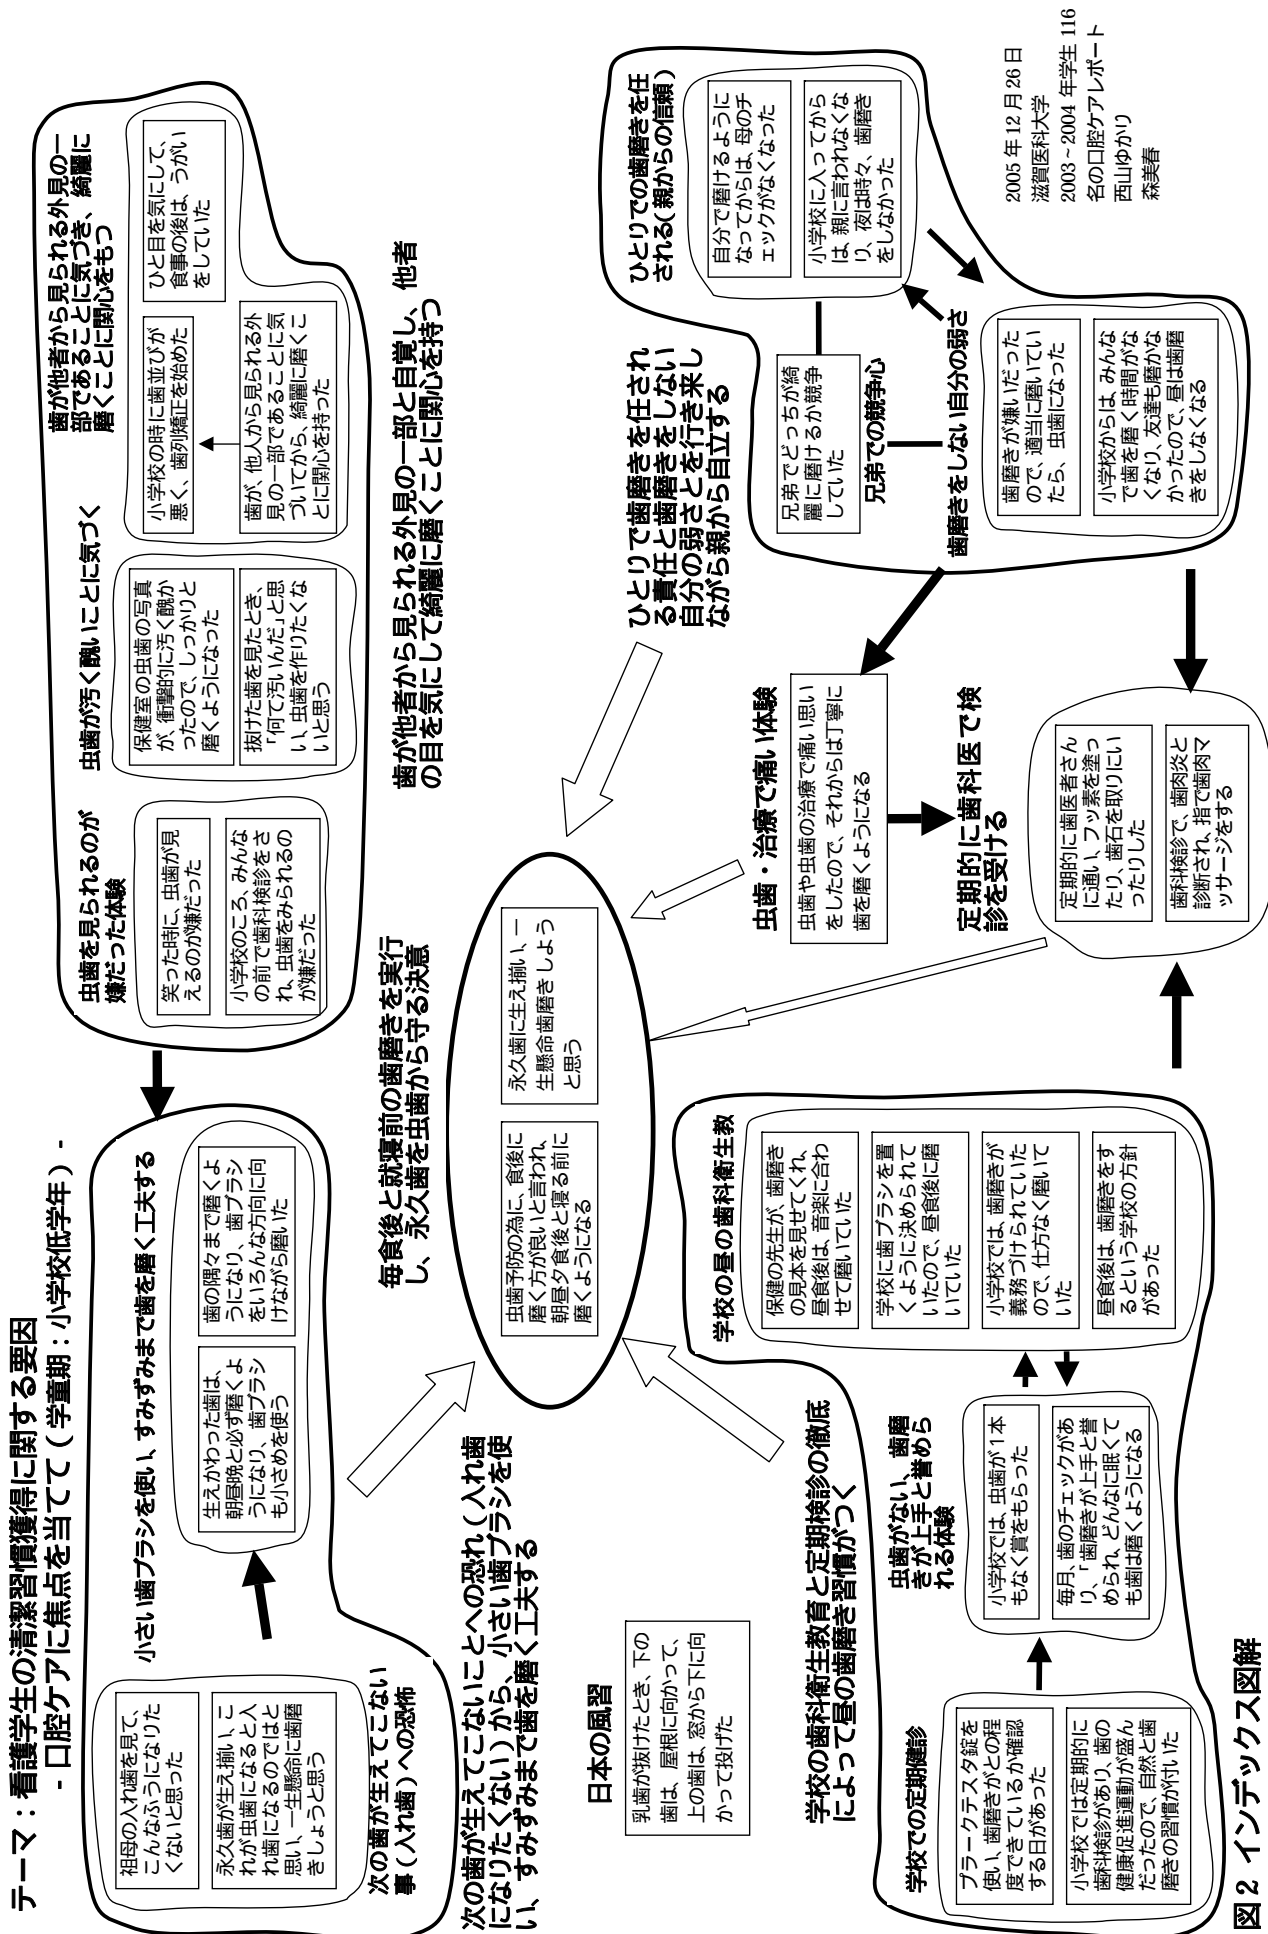 テーマ：看護学生の清潔習慣獲得に関する要因
- 口腔ケアに焦点を当てて（学童期：小学校低学年）-
祖母の入れ歯を見て、
こんなふうになりた
くないと思った
永久歯が生え揃い、こ
れが虫歯になると入
れ歯になるのではと
思い、一生懸命に歯磨
きしょうと思う
次の歯が生えてこない
事（入れ歯）への恐怖
小さい歯ブラシを使い、すみずみまで歯を磨く工夫する
生えかわった歯は、
朝昼晩と必ず磨くよ
うになり、歯ブラシ
も小さめを使う
歯の隅々まで磨くよ
うになり、歯ブラシ
をいろんな方向に向
けながら磨いた
次の歯が生えてこないことへの恐れ（入れ歯
になりたくない）から、小さい歯ブラシを使
い、すみずみまで歯を磨く工夫する
虫歯を見られるのが
嫌だった体験
笑った時に、虫歯が見
えるのが嫌だった
小学校のころ、みんな
の前で歯科検診をさ
れ、虫歯をみられるの
が嫌だった
虫歯が汚く醜いことに気づく
保健室の虫歯の写真
が、衝撃的に汚く醜か
ったので、しっかりと
磨くようになった
抜けた歯を見たとき、
「何て汚いんだ」と思
い、虫歯を作りたくな
いと思う
歯が他者から見られる外見の一
部であることに気づき、綺麗に
磨くことに関心をもつ
小学校の時に歯並びが
悪く、歯列矯正を始めた
ひと目を気にして、
食事の後は、うがい
をしていた
歯が、他人から見られる外
見の一部であることに気
づいてから、綺麗に磨くこ
とに関心を持った
歯が他者から見られる外見の一部と自覚し、他者
の目を気にして綺麗に磨くことに関心を持つ
毎食後と就寝前の歯磨きを実行
し、永久歯を虫歯から守る決意
虫歯予防の為に、食後に
磨く方が良いと言われ、
朝昼夕食後と寝る前に
磨くようになる
永久歯に生え揃い、一
生懸命歯磨きしよう
と思う
日本の風習
乳歯が抜けたとき、下の
歯は、屋根に向かって、
上の歯は、窓から下に向
かって投げた
学校の歯科衛生教育と定期検診の徹底
によって昼の歯磨き習慣がつく
学校での定期健診
プラークテスタ錠を
使い、歯磨きがどの程
度できているか確認
する日があった
小学校では定期的に
歯科検診があり、歯の
健康促進運動が盛ん
だったので、自然と歯
磨きの習慣が付いた
虫歯がない、歯磨
きが上手と誉めら
れる体験
小学校では、虫歯が１本
もなく賞をもらった
毎月、歯のチェックがあ
り、「歯磨きが上手と誉
められ、どんなに眠くて
も歯は磨くようになる
学校の昼の歯科衛生教
保健の先生が、歯磨き
の見本を見せてくれ、
昼食後は、音楽に合わ
せて磨いていた
学校に歯ブラシを置
くように決められて
いたので、昼食後に磨
いていた
小学校では、歯磨きが
義務づけられていた
ので、仕方なく磨いて
いた
昼食後は、歯磨きをす
るという学校の方針
があった
虫歯・治療で痛い体験
虫歯や虫歯の治療で痛い思い
をしたので、それからは丁寧に
歯を磨くようになる
定期的に歯科医で検
診を受ける
定期的に歯医者さん
に通い、フッ素を塗っ
たり、歯石を取りにい
ったりした
歯科検診で、歯肉炎と
診断され、指で歯肉マ
ッサージをする
ひとりで歯磨きを任され
る責任と歯磨きをしない
自分の弱さとを行き来し
ながら親から自立する
ひとりでの歯磨きを任
される（親からの信頼）
自分で磨けるように
なってからは、母のチ
ェックがなくなった
小学校に入ってから
は、親に言われなくな
り、夜は時々、歯磨き
をしなかった
兄弟でどっちが綺
麗に磨けるか競争
していた
兄弟での競争心
歯磨きをしない自分の弱さ
歯磨きが嫌いだった
ので、適当に磨いてい
たら、虫歯になった
小学校からは、みんな
で歯を磨く時間がな
くなり、友達も磨かな
かったので、昼は歯磨
きをしなくなる
2005 年 12 月 26 日
滋賀医科大学
2003～2004 年学生 116
名の口腔ケアレポート
西山ゆかり
森美春
図２ インデックス図解